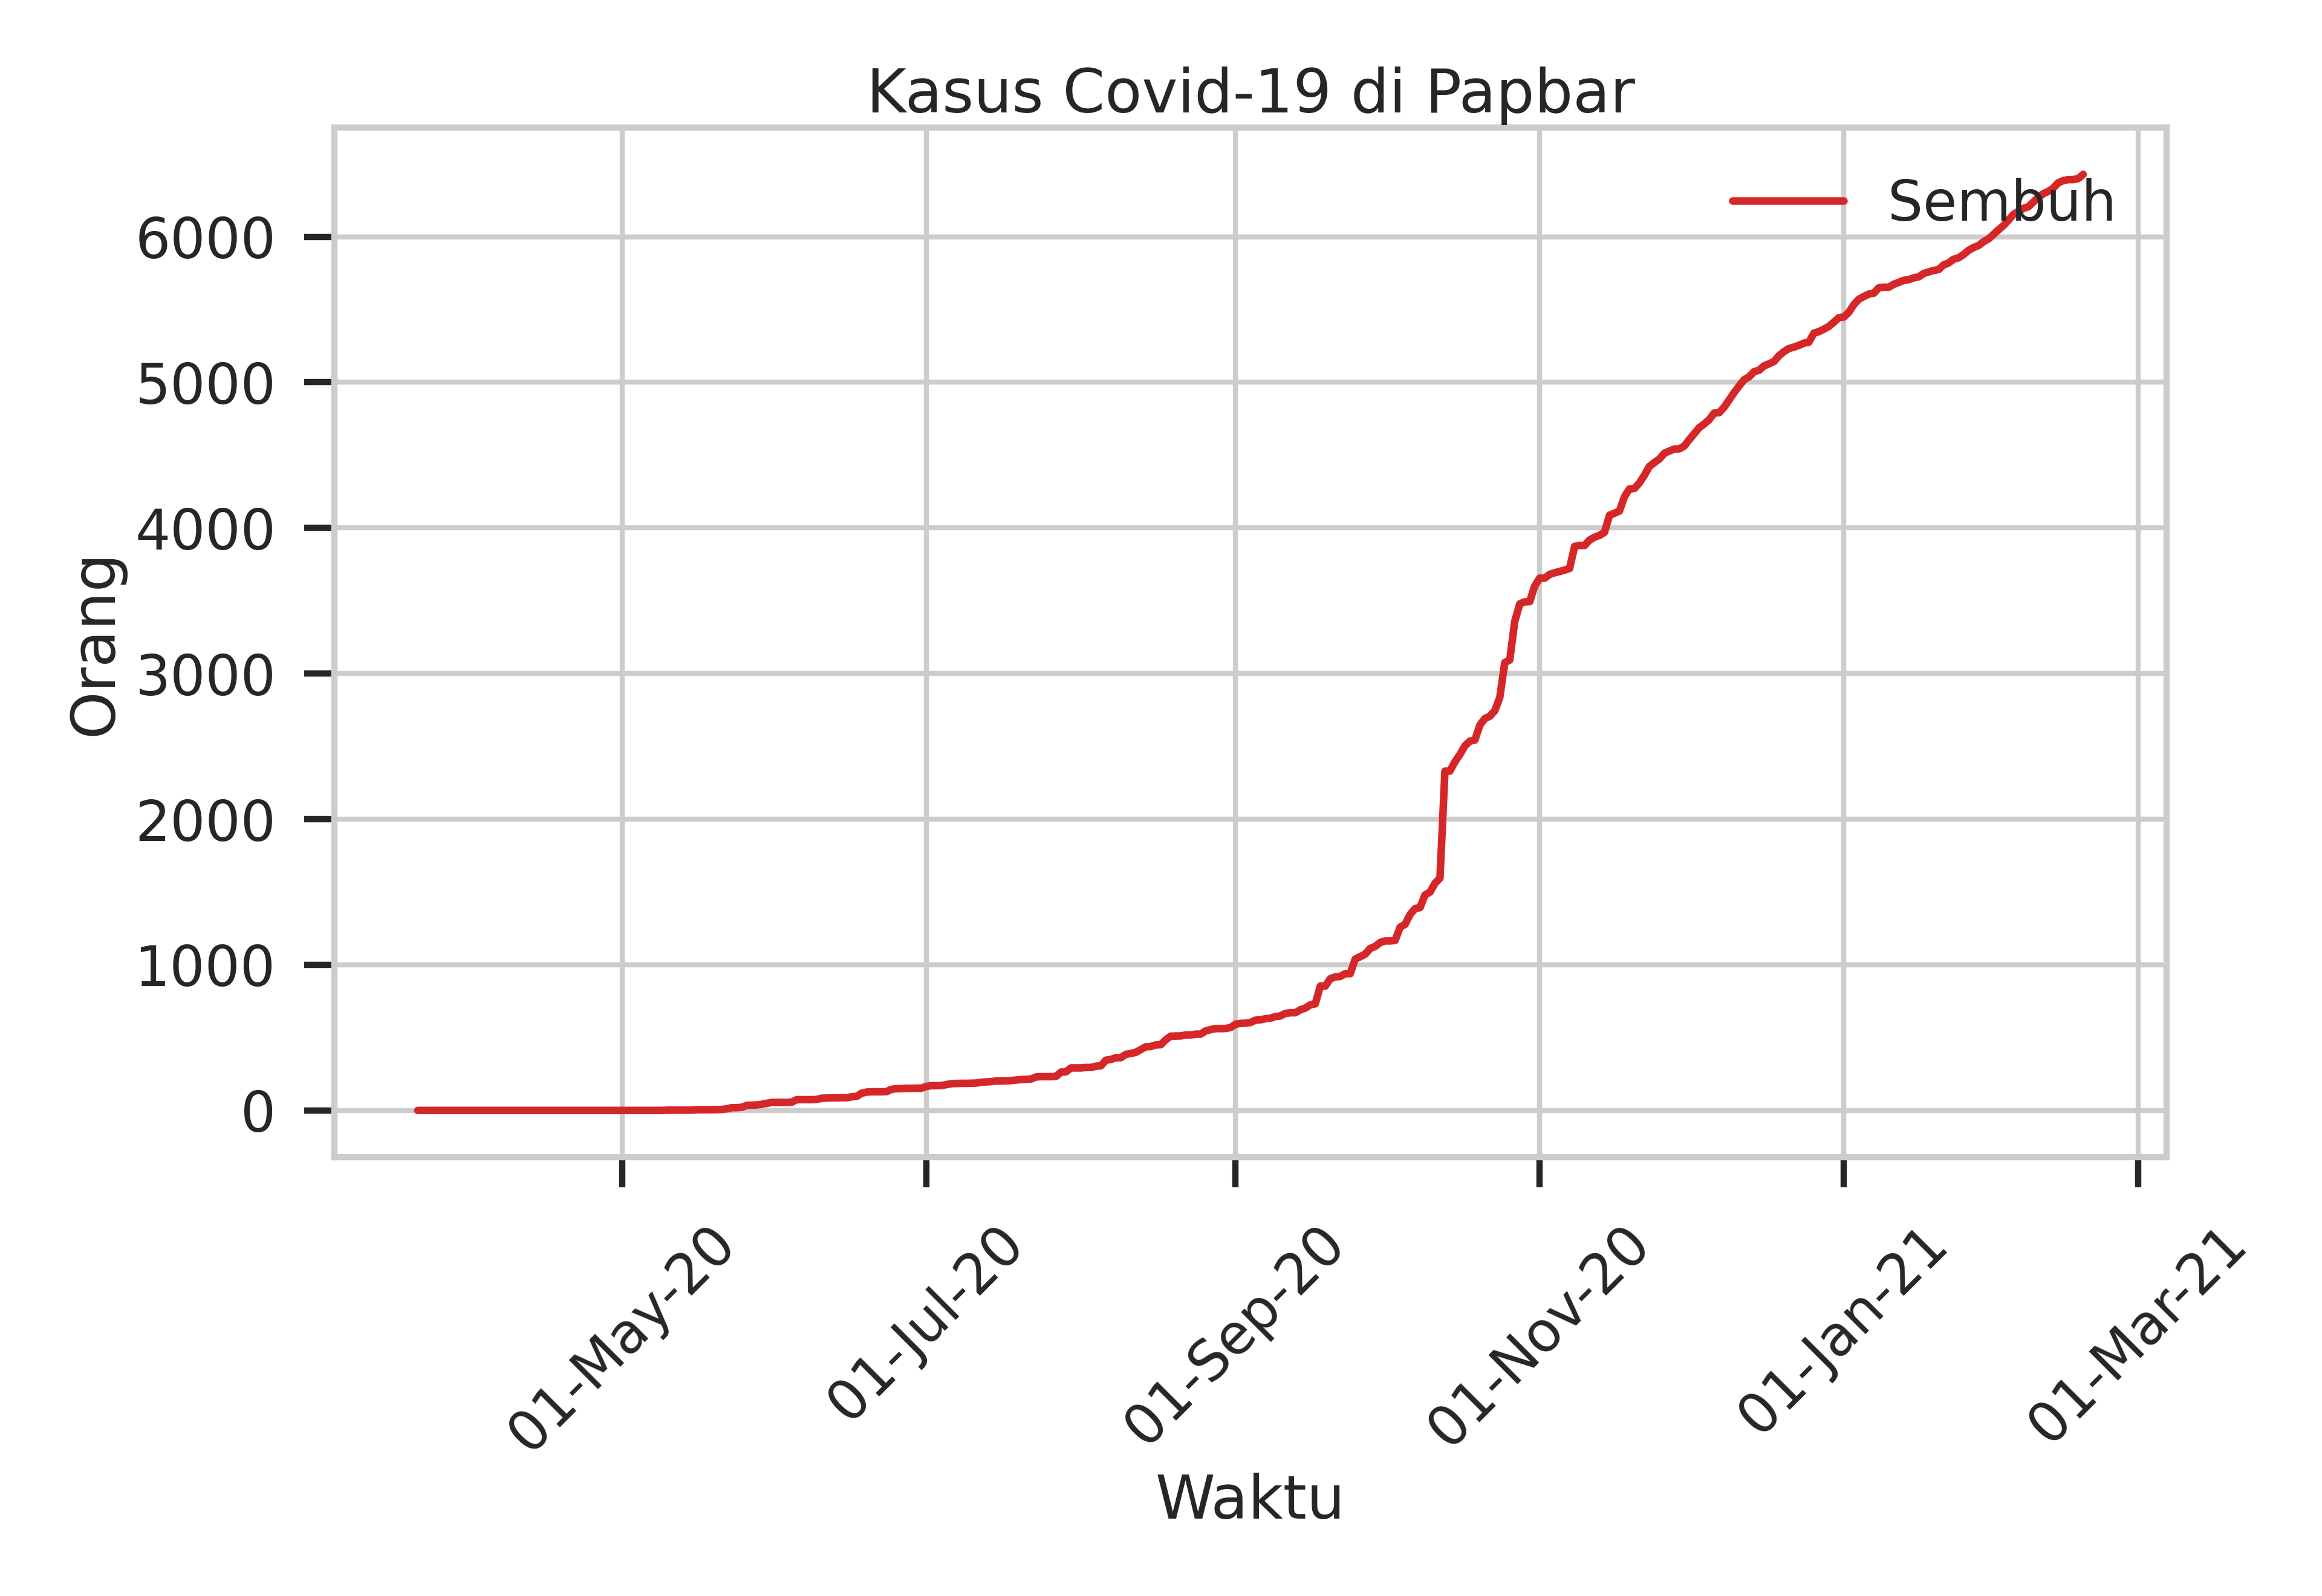 Kasus Covid-19 di Papbar
Sembuh
Orang
6000
5000
4000
3000
2000
1000
0
01-May-20
01-Jul-20
01-Sep-20
01-Nov-20
01-Jan-21
01-Mar-21
Waktu